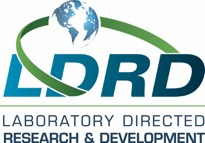 LDRD
LABORATORY DIRECTED
RESEARCH & DEVELOPMENT